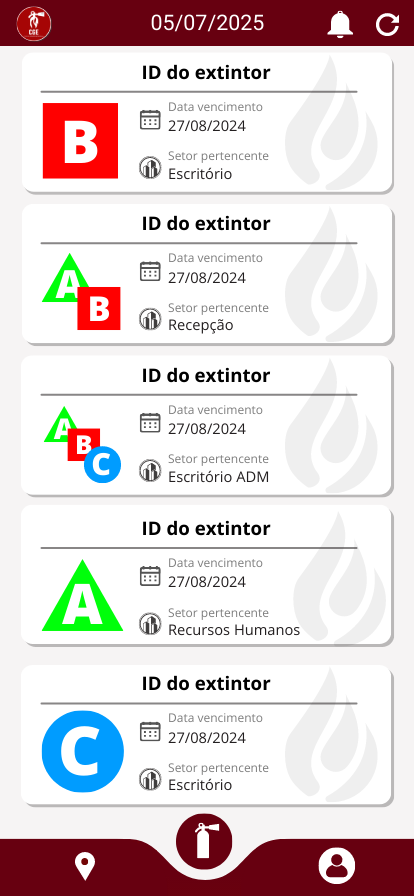 05/07/2025
CGE
ID do extintor
B
Data vencimento
27/08/2024
Setor pertencente
Escritório
ID do extintor
A
B
Data vencimento
27/08/2024
Setor pertencente
Recepção
ID do extintor
A
B
C
Data vencimento
27/08/2024
Setor pertencente
Escritório ADM
ID do extintor
A
Data vencimento
27/08/2024
Setor pertencente
Recursos Humanos
ID do extintor
C
Data vencimento
27/08/2024
Setor pertencente
Escritório